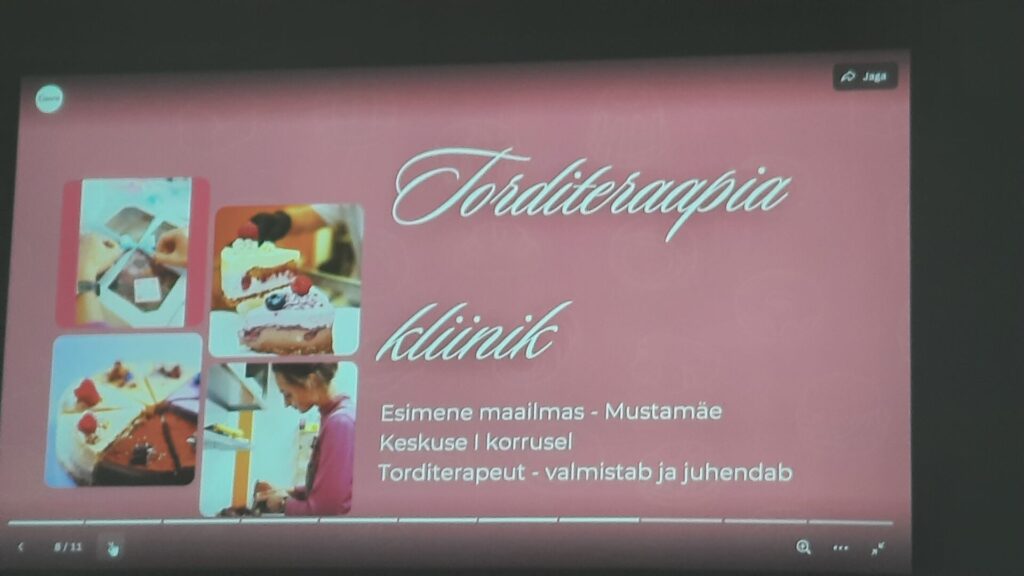 Jaga
Torditeraapia
kliinik
Esimene maailmas - Mustamäe
Keskuse I korrusel
Torditerapeut - valmistab ja juhendab
8 / 11